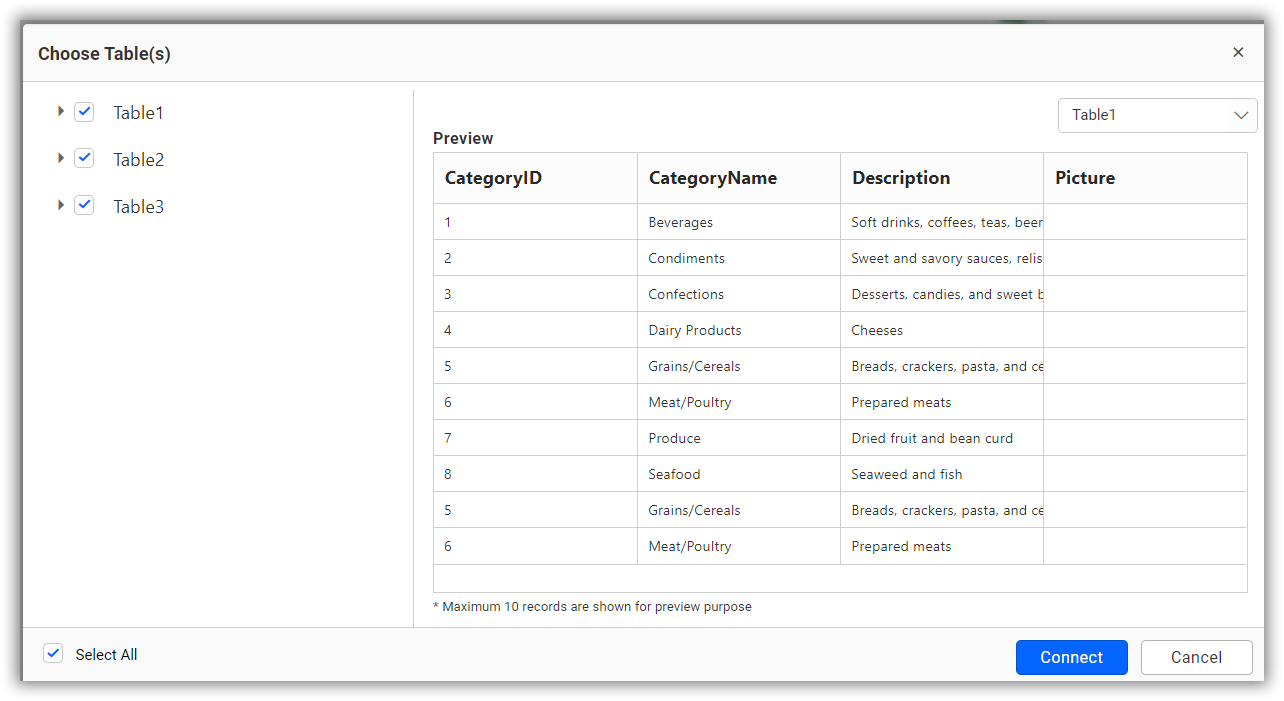 Choose Table(s)
Table1
Table2
Table3
Table1
Preview
CategoryID CategoryName Description Picture
1 Beverages Soft drinks, coffees, teas, beer
2 Condiments Sweet and savory sauces, relis
3 Confections Desserts, candies, and sweet b
4 Dairy Products Cheeses
5 Grains/Cereals Breads, crackers, pasta, and ce
6 Meat/Poultry Prepared meats
7 Produce Dried fruit and bean curd
8 Seafood Seaweed and fish
5 Grains/Cereals Breads, crackers, pasta, and ce
6 Meat/Poultry Prepared meats
* Maximum 10 records are shown for preview purpose
Select All
Connect Cancel